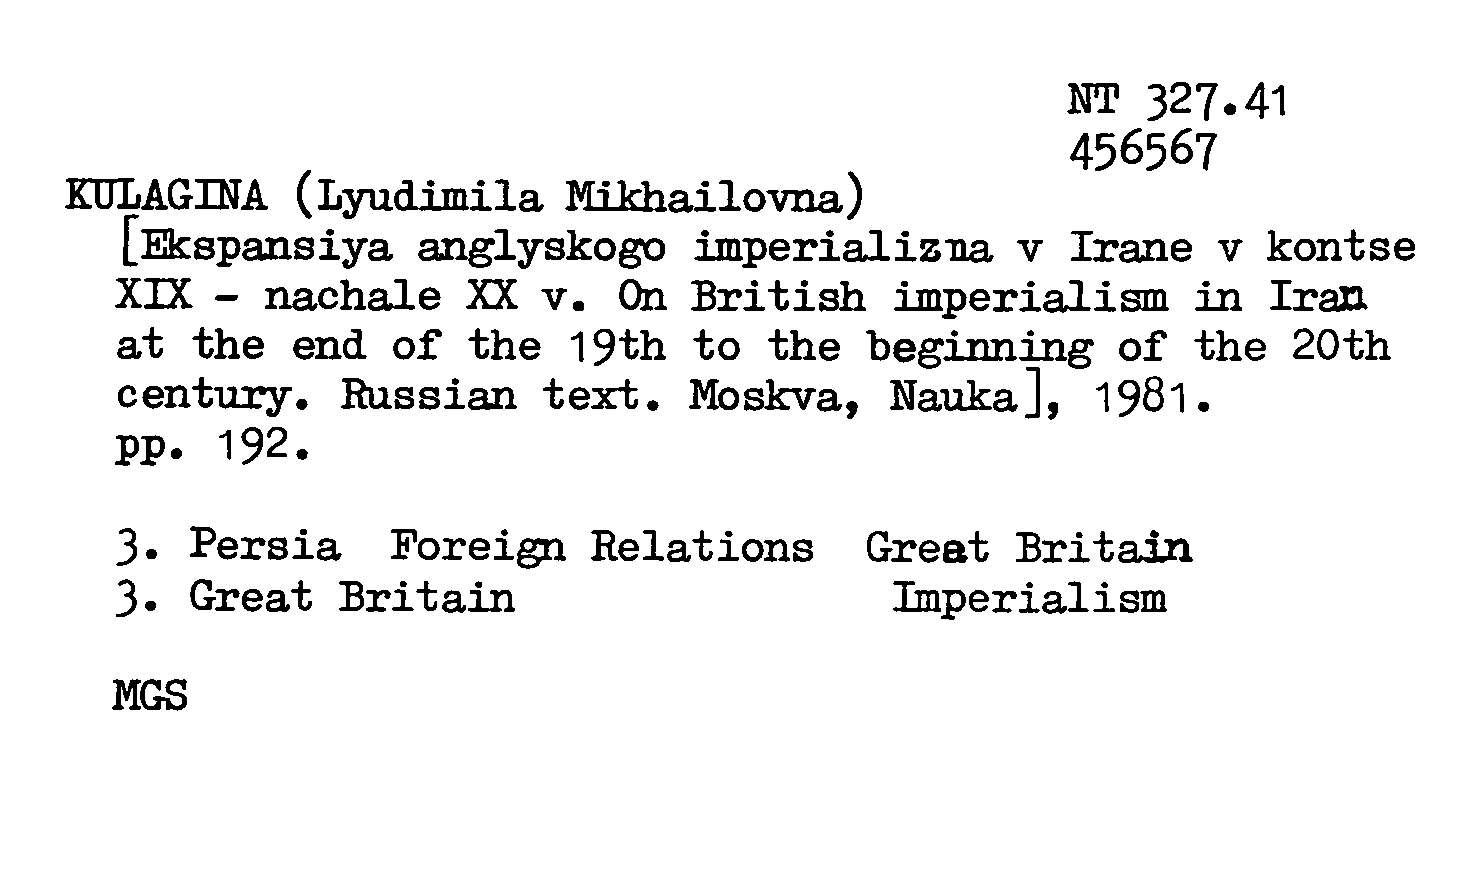 NT 327.41
456567
KULAGINA (Lyudimila Mikhailovna)
[Ekspansiya anglyskogo imperializna v Irane v kontse
XIX - nachale XX v. On British imperialism in Iran
at the end of the 19th to the beginning of the 20th
century. Russian text. Moskva, Nauka], 1981.
pp. 192.
3. Persia Foreign Relations Great Britain
3. Great Britain Imperialism
MGS